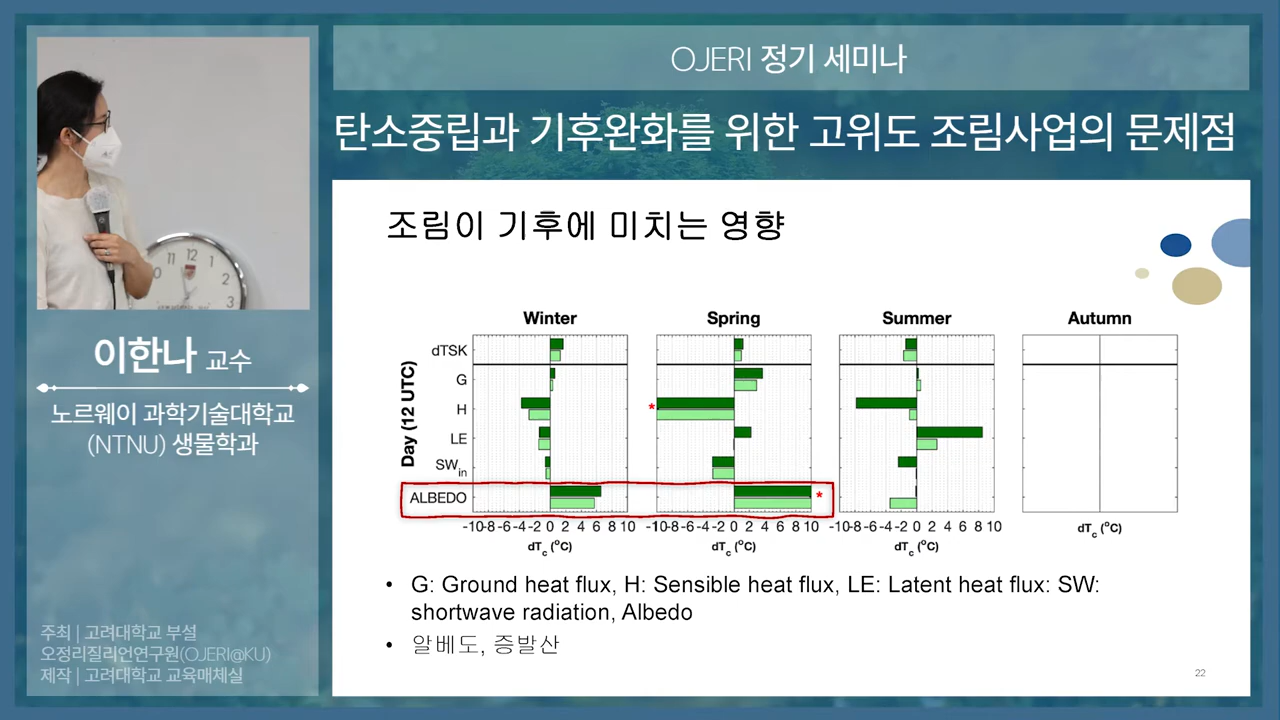 OJERI 정기 세미나
탄소중립과 기후완화를 위한 고위도 조림사업의 문제점
이한나 교수
노르웨이 과학기술대학교
(NTNU) 생물학과
주최 | 고려대학교 부설
오정리질리언연구원(OJERI@KU)
제작 | 고려대학교 교육매체실
조림이 기후에 미치는 영향
Winter Spring Summer Autumn
Day (12 UTC)
dTSK
G
H *
LE
SWin
ALBEDO *
-10 -8 -6 -4 -2 0 2 4 6 8 10 -10 -8 -6 -4 -2 0 2 4 6 8 10 -10 -8 -6 -4 -2 0 2 4 6 8 10
dTc (°C) dTc (°C) dTc (°C) dTc (°C)
• G: Ground heat flux, H: Sensible heat flux, LE: Latent heat flux: SW:
shortwave radiation, Albedo
• 알베도, 증발산
22
11 12 1
10 2
3